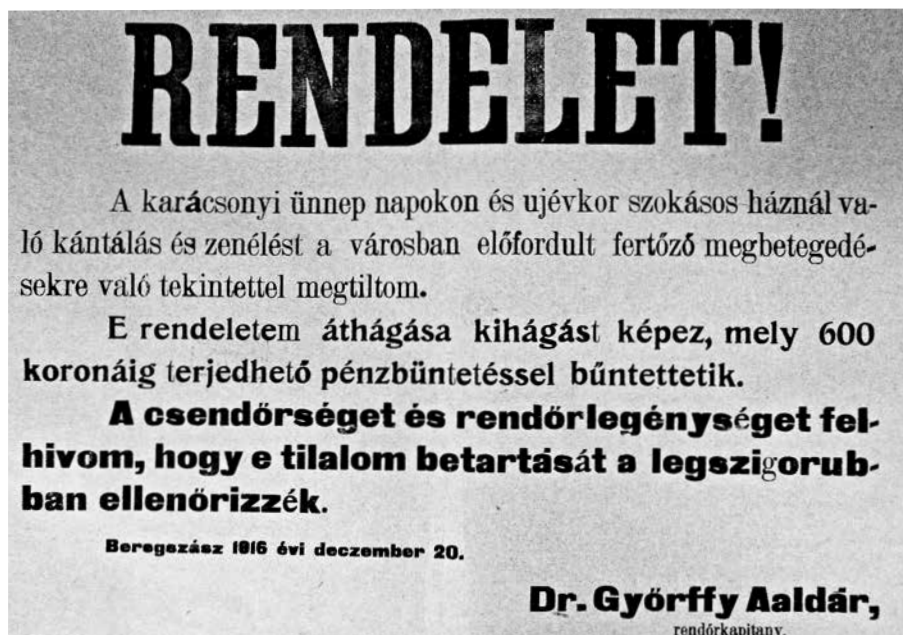 RENDELET!
A karácsonyi ünnep napokon és ujévkor szokásos háznál va-
ló kántálás és zenélést a városban előfordult fertőző megbetegedé-
sekre való tekintettel megtiltom.
E rendeletem áthágása kihágást képez, mely 600
koronáig terjedhető pénzbüntetéssel bűntettetik.
A csendőrséget és rendőrlegénységet fel-
hivom, hogy e tilalom betartását a legszigorub-
ban ellenőrizzék.
Beregszász 1916 évi deczember 20.
Dr. Győrffy Aaldár,
rendőrkapitany.